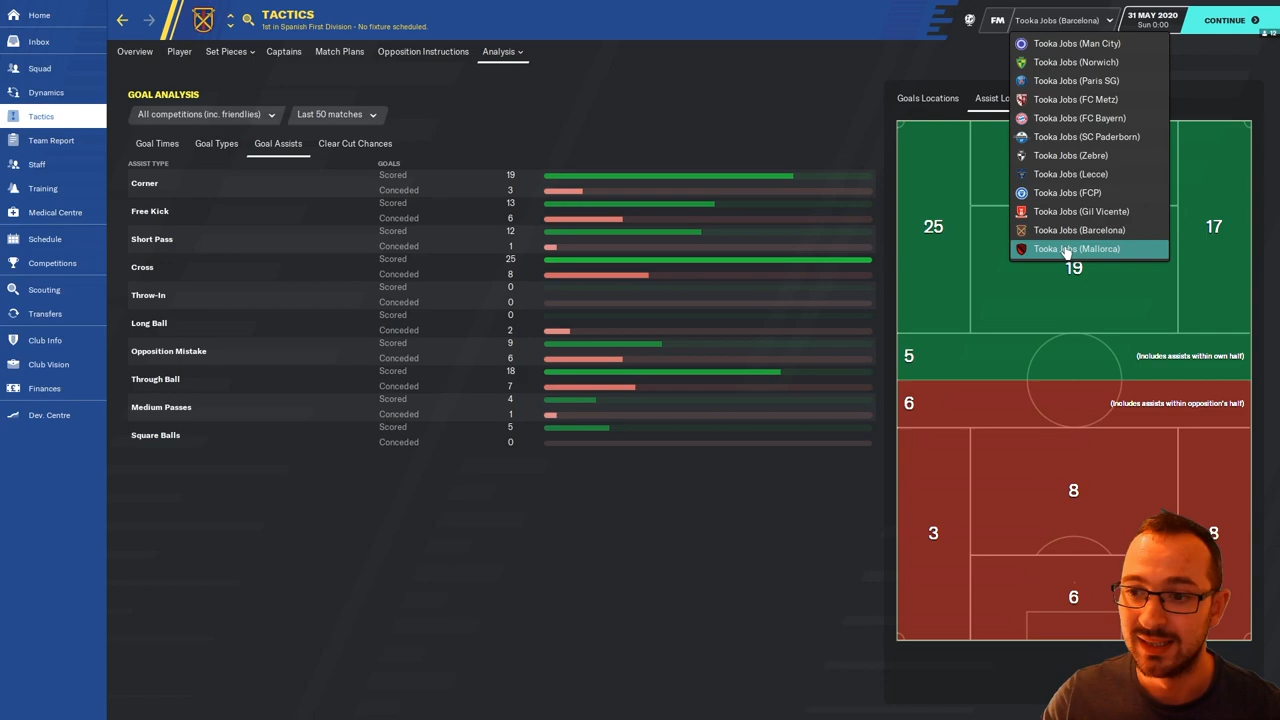 Home
Inbox
Squad
Dynamics
Tactics
Team Report
Staff
Training
Medical Centre
Schedule
Competitions
Scouting
Transfers
Club Info
Club Vision
Finances
Dev. Centre
TACTICS
1st in Spanish First Division - No fixture scheduled.
FM
Tooka Jobs (Barcelona)
31 MAY 2020
Sun 0:00
CONTINUE
12
Overview
Player
Set Pieces
Captains
Match Plans
Opposition Instructions
Analysis
Tooka Jobs (Man City)
Tooka Jobs (Norwich)
Tooka Jobs (Paris SG)
Tooka Jobs (FC Metz)
Tooka Jobs (FC Bayern)
Tooka Jobs (SC Paderborn)
Tooka Jobs (Zebre)
Tooka Jobs (Lecce)
Tooka Jobs (FCP)
Tooka Jobs (Gil Vicente)
Tooka Jobs (Barcelona)
Tooka Jobs (Mallorca)
GOAL ANALYSIS
All competitions (inc. friendlies)
Last 50 matches
Goal Times
Goal Types
Goal Assists
Clear Cut Chances
ASSIST TYPE GOALS
Corner
Scored 19
Conceded 3
Free Kick
Scored 13
Conceded 6
Short Pass
Scored 12
Conceded 1
Cross
Scored 25
Conceded 8
Throw-In
Scored 0
Conceded 0
Long Ball
Scored 0
Conceded 2
Opposition Mistake
Scored 9
Conceded 6
Through Ball
Scored 18
Conceded 7
Medium Passes
Scored 4
Conceded 1
Square Balls
Scored 5
Conceded 0
Goals Locations
Assist Lo
25
17
19
5
(Includes assists within own half)
6
(Includes assists within opposition's half)
8
3
8
6